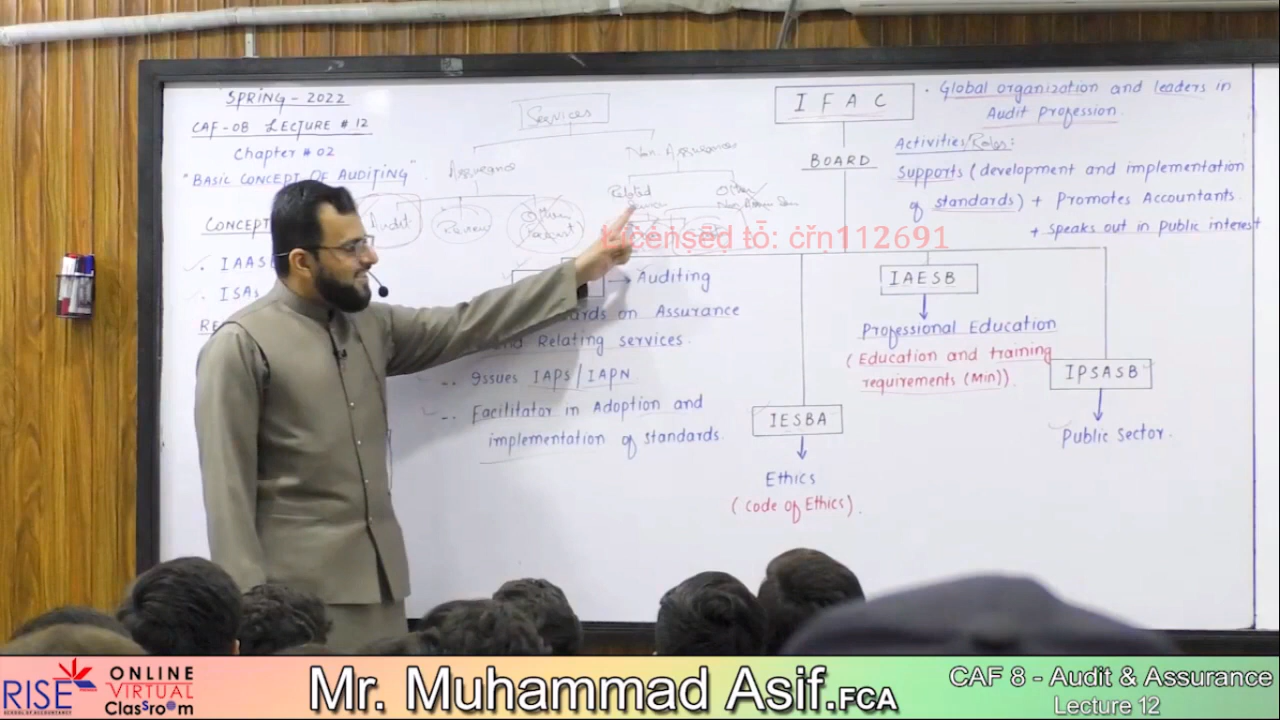 SPRING - 2022
CAF-08 LECTURE # 12
Chapter # 02
"BASIC CONCEPT OF AUDITING"
CONCEPT
IAAS
ISAs
RE
Services
Assurance
Non Assurance
Audit
Review
Related
Other
I F A C
BOARD
. Global organization and leaders in
Audit profession.
Activities/Roles:
Supports (development and implementation
of standards) + Promotes Accountants.
+ Speaks out in Public interest
Licensed to: crn112691
→ Auditing
on Assurance
Relating services.
-. Issues IAPS/IAPN
-. Facilitator in Adoption and
implementation of standards.
IESBA
Ethics
(Code of Ethics).
IAESB
Professional Education
(Education and training
requirements (Min)).
IPSASB
Public Sector.
RISE
SCHOOL OF ACCOUNTANCY
ONLINE
VIRTUAL
ClassroOm
Mr. Muhammad Asif.FCA
CAF 8 - Audit & Assurance
Lecture 12